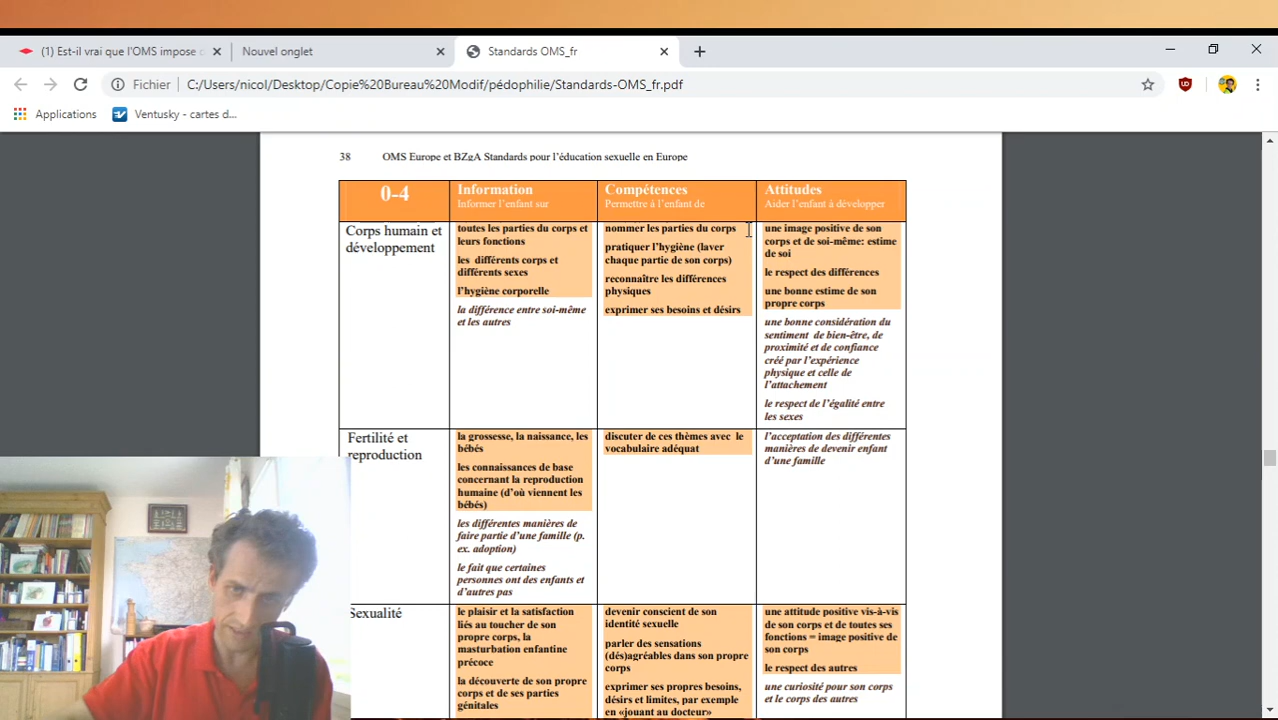 (1) Est-il vrai que l'OMS impose
Nouvel onglet
Standards OMS_fr
Fichier
C:/Users/nicol/Desktop/Copie%20Bureau%20Modif/pédophilie/Standards-OMS_fr.pdf
Applications
Ventusky - cartes d...
38 OMS Europe et BZgA Standards pour l'éducation sexuelle en Europe
0-4
Information
Informer l'enfant sur
Compétences
Permettre à l'enfant de
Attitudes
Aider l'enfant à développer
Corps humain et
développement
toutes les parties du corps et
leurs fonctions
les différents corps et
différents sexes
l'hygiène corporelle
la différence entre soi-même
et les autres
nommer les parties du corps
pratiquer l'hygiène (laver
chaque partie de son corps)
reconnaître les différences
physiques
exprimer ses besoins et désirs
une image positive de son
corps et de soi-même: estime
de soi
le respect des différences
une bonne estime de son
propre corps
une bonne considération du
sentiment de bien-être, de
proximité et de confiance
créé par l'expérience
physique et celle de
l'attachement
le respect de l'égalité entre
les sexes
Fertilité et
reproduction
la grossesse, la naissance, les
bébés
les connaissances de base
concernant la reproduction
humaine (d'où viennent les
bébés)
les différentes manières de
faire partie d'une famille (p.
ex. adoption)
le fait que certaines
personnes ont des enfants et
d'autres pas
discuter de ces thèmes avec le
vocabulaire adéquat
l'acceptation des différentes
manières de devenir enfant
d'une famille
Sexualité
le plaisir et la satisfaction
liés au toucher de son
propre corps, la
masturbation enfantine
précoce
la découverte de son propre
corps et de ses parties
génitales
devenir conscient de son
identité sexuelle
parler des sensations
(dés)agréables dans son propre
corps
exprimer ses propres besoins,
désirs et limites, par exemple
en «jouant au docteur»
une attitude positive vis-à-vis
de son corps et de toutes ses
fonctions = image positive de
son corps
le respect des autres
une curiosité pour son corps
et le corps des autres